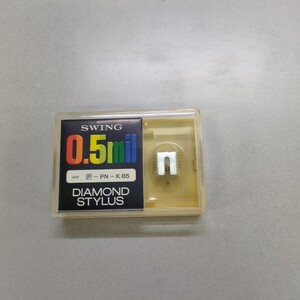 SWING
0.5mil
PN-K85
DIAMOND
STYLUS